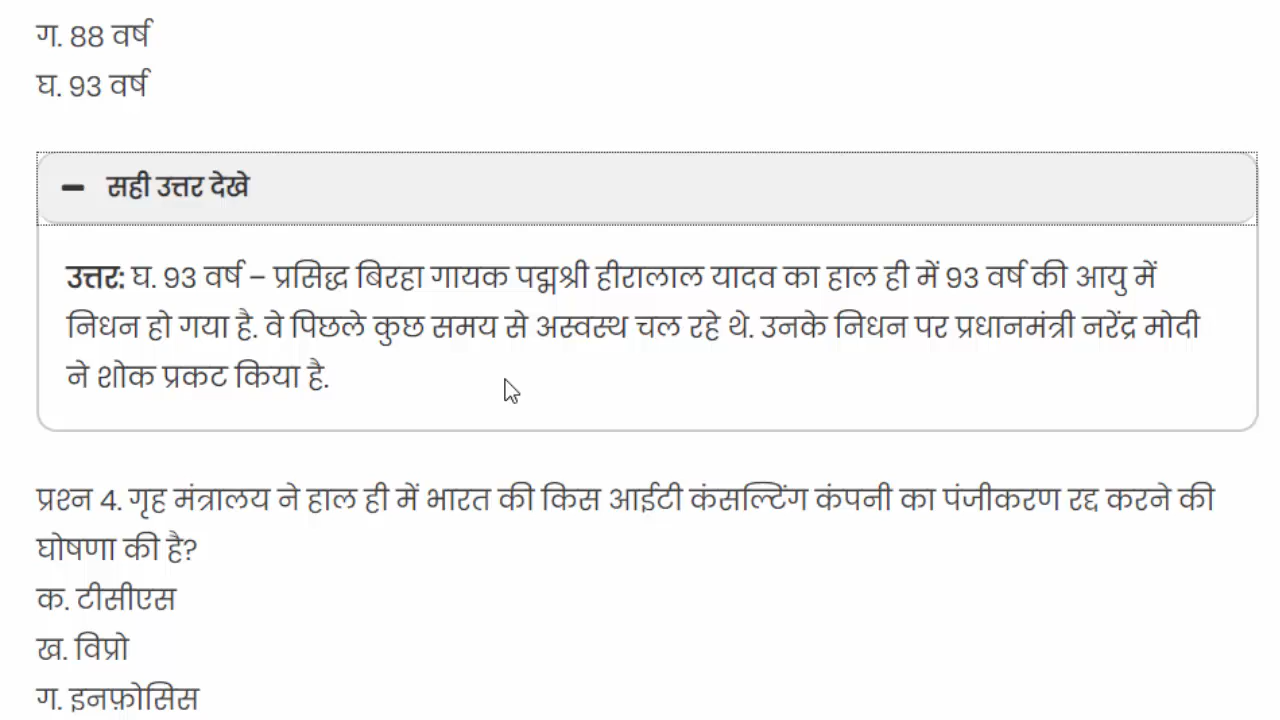 ग. 88 वर्ष
घ. 93 वर्ष
सही उत्तर देखे
उत्तर: घ. 93 वर्ष – प्रसिद्ध बिरहा गायक पद्मश्री हीरालाल यादव का हाल ही में 93 वर्ष की आयु में
निधन हो गया है. वे पिछले कुछ समय से अस्वस्थ चल रहे थे. उनके निधन पर प्रधानमंत्री नरेंद्र मोदी
ने शोक प्रकट किया है.
प्रश्न 4. गृह मंत्रालय ने हाल ही में भारत की किस आईटी कंसल्टिंग कंपनी का पंजीकरण रद्द करने की
घोषणा की है?
क. टीसीएस
ख. विप्रो
ग. इनफ़ोसिस